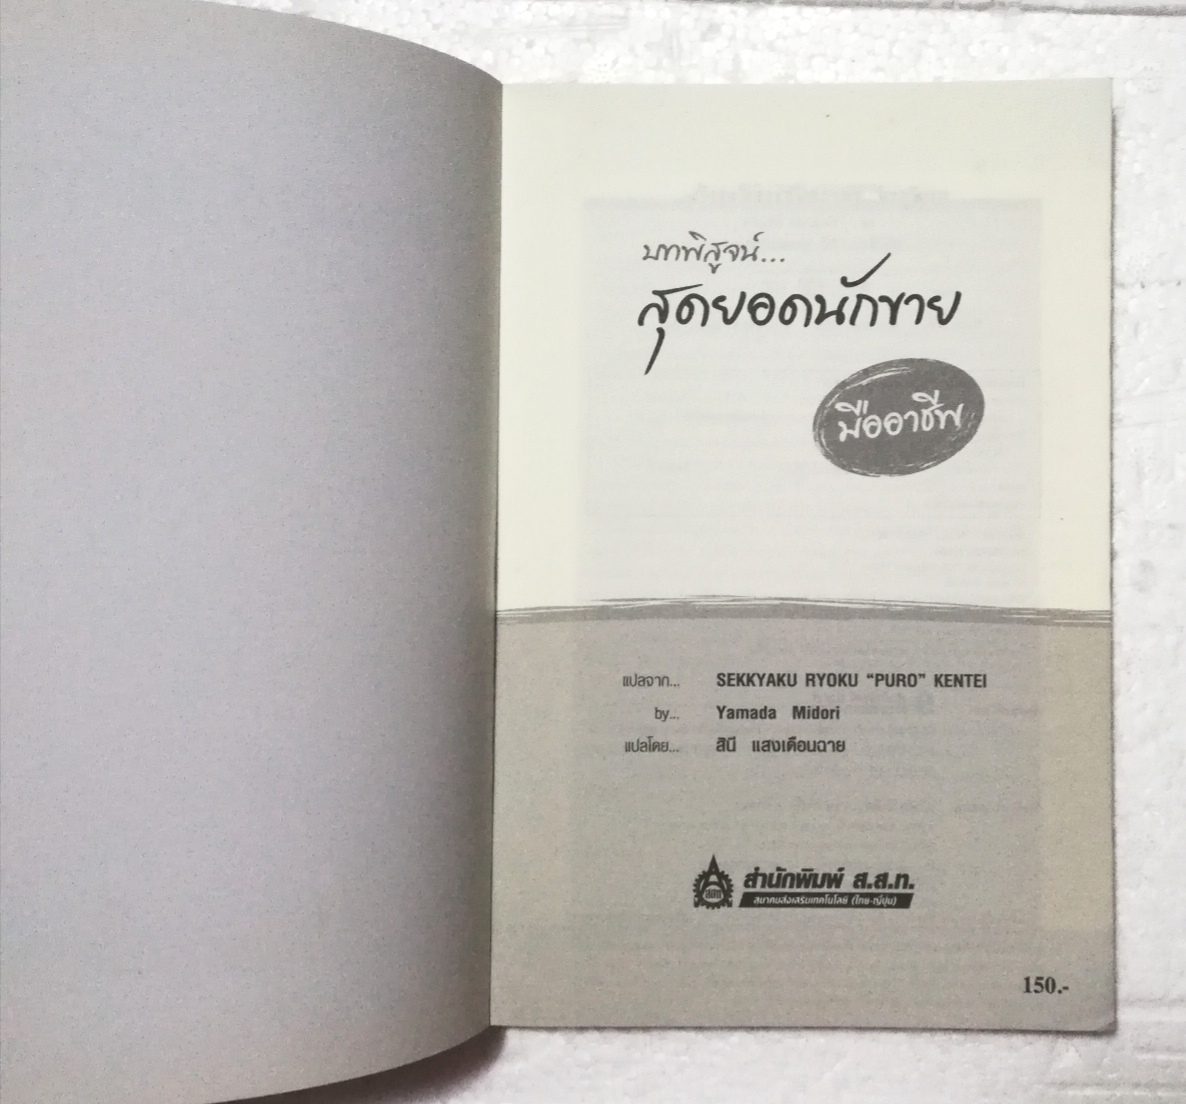 บทพิสูจน์...
สุดยอดนักขาย
มืออาชีพ
แปลจาก... SEKKYAKU RYOKU “PURO” KENTEI
by... Yamada Midori
แปลโดย... สินี แสงเดือนฉาย
สำนักพิมพ์ ส.ส.ท.
สมาคมส่งเสริมเทคโนโลยี (ไทย-ญี่ปุ่น)
150.-